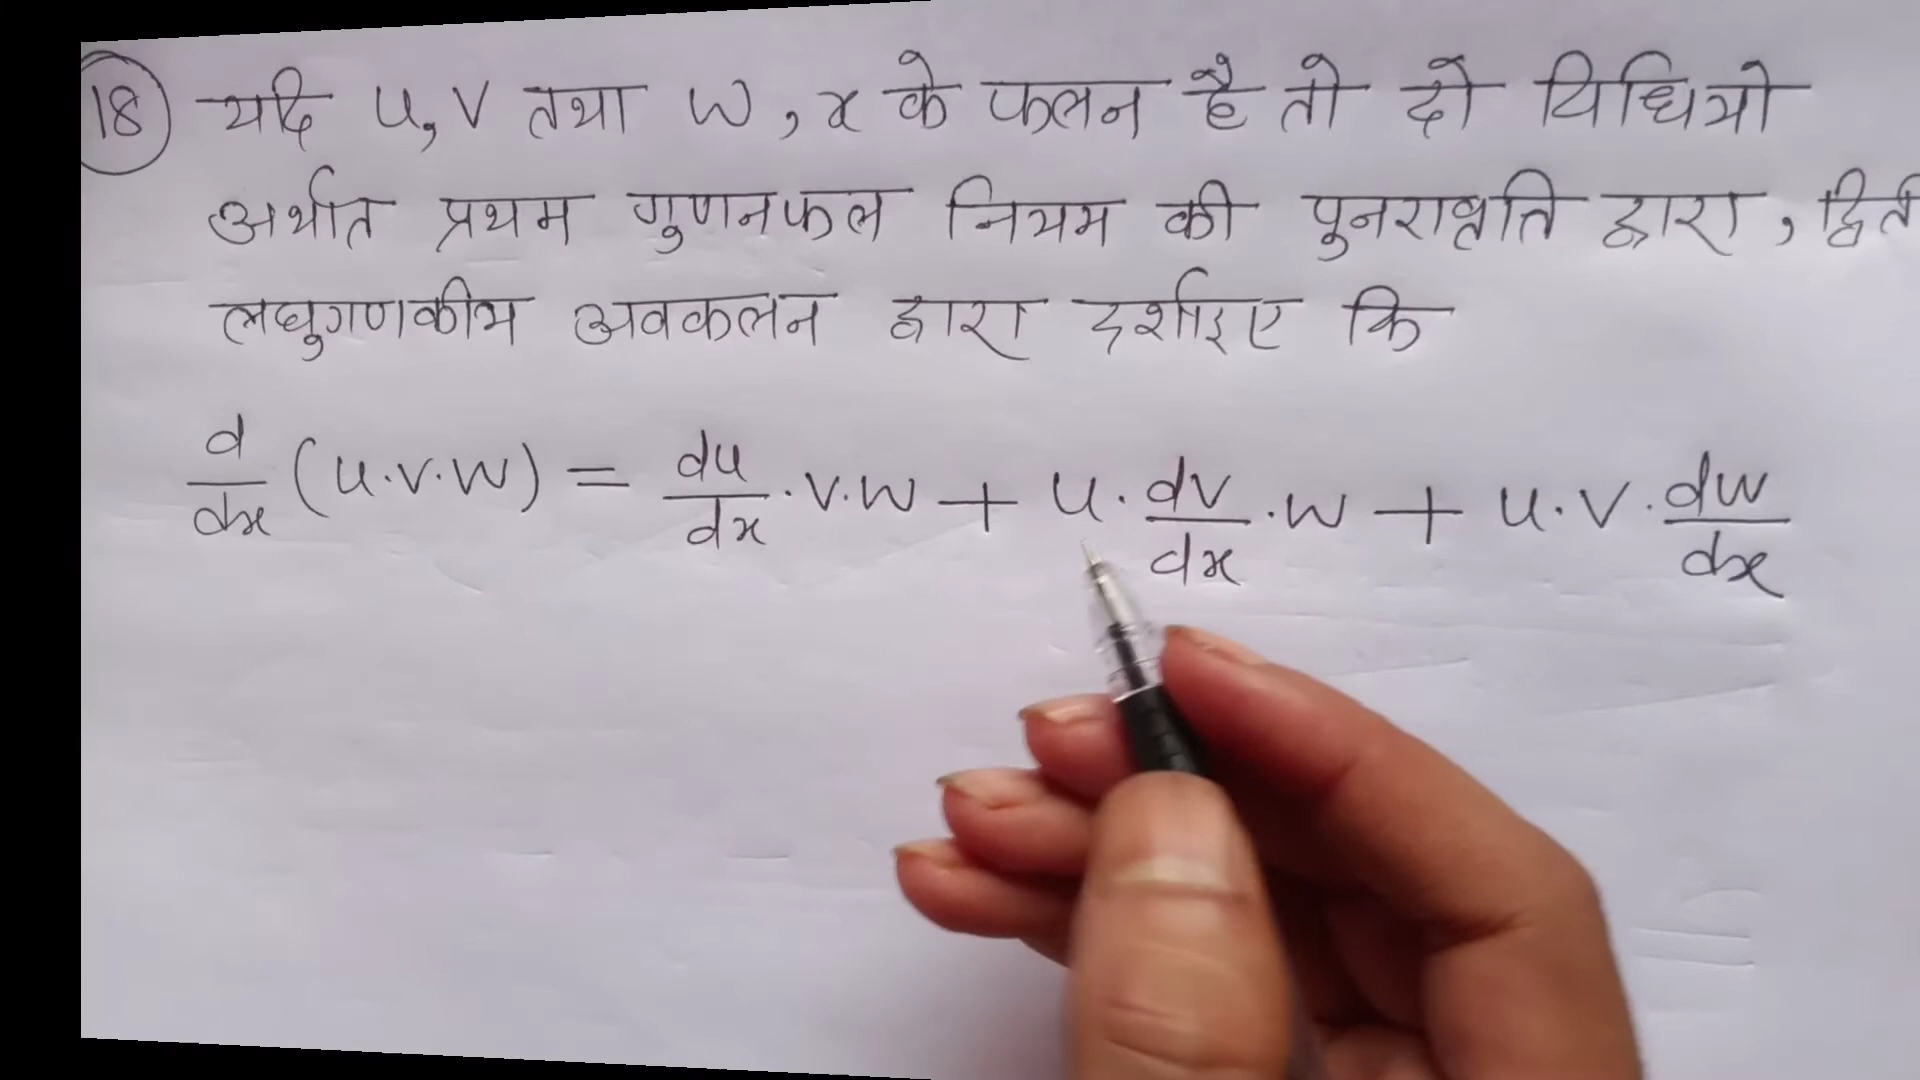 18 यदि u, v तथा w, x के फलन है तो दो विधियो
अर्थात प्रथम गुणनफल नियम की पुनरावृत्ति द्वारा,
लघुगणकीय अवकलन द्वारा दर्शाइए कि
d/dx (u.v.w) = du/dx . v.w + u . dv/dx . w + u.v. dw/dx